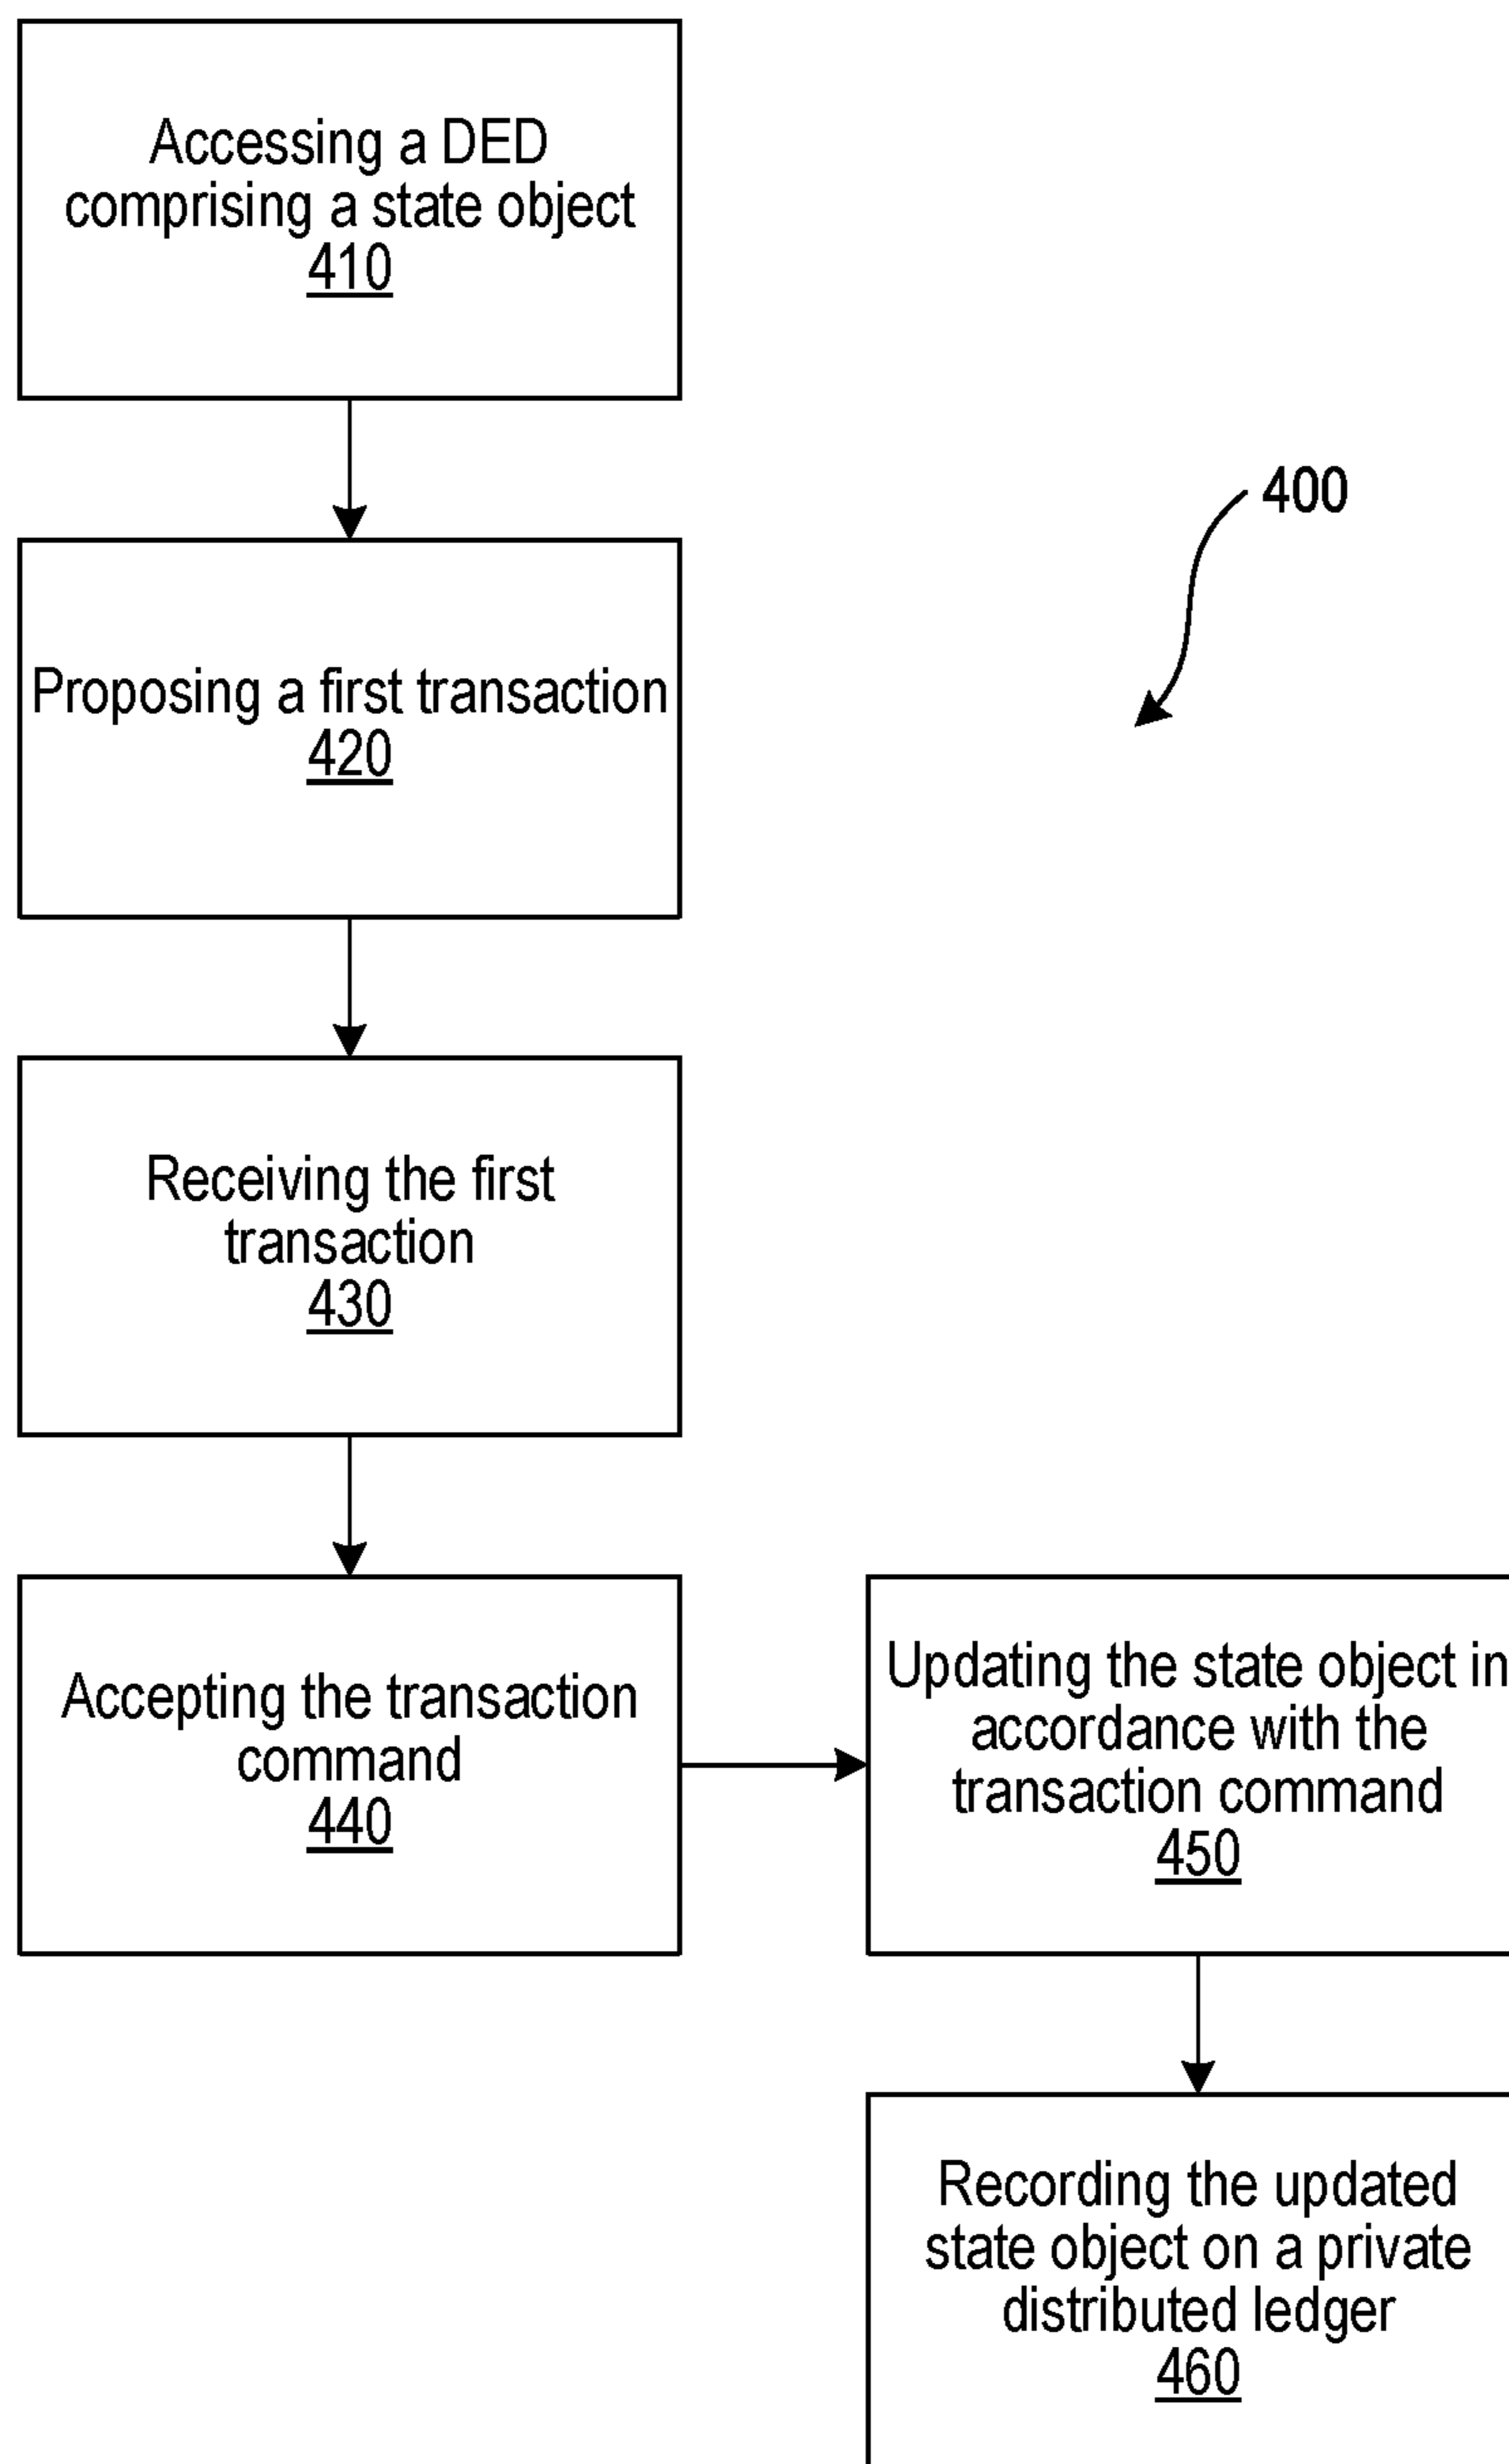 Accessing a DED
comprising a state object
410
400
Proposing a first transaction
420
Receiving the first
transaction
430
Accepting the transaction
command
440
Updating the state object in
accordance with the
transaction command
450
Recording the updated
state object on a private
distributed ledger
460